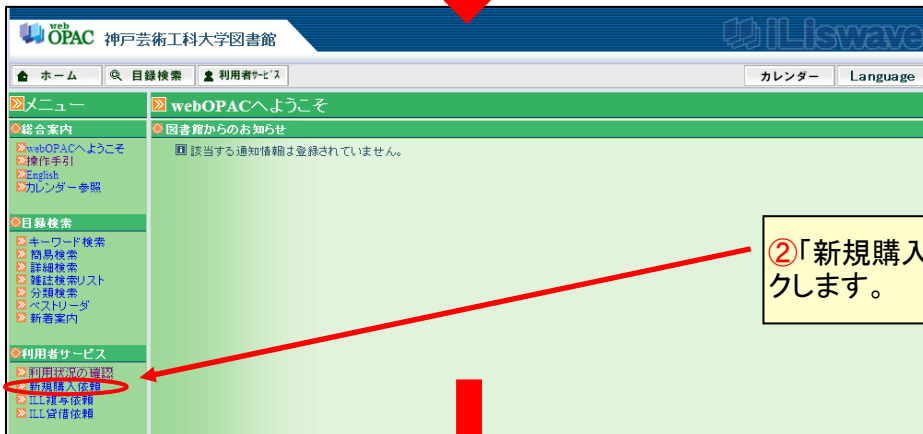 web
OPAC 神戸芸術工科大学図書館
iLiswave
ホーム 目録検索 利用者サービス カレンダー Language
メニュー
webOPACへようこそ
総合案内
図書館からのお知らせ
webOPACへようこそ
該当する通知情報は登録されていません。
操作手引
English
カレンダー参照
目録検索
キーワード検索
簡易検索
詳細検索
雑誌検索リスト
分類検索
ベストリーダ
新着案内
②「新規購入
クします。
利用者サービス
利用状況の確認
新規購入依頼
ILL複写依頼
ILL貸借依頼